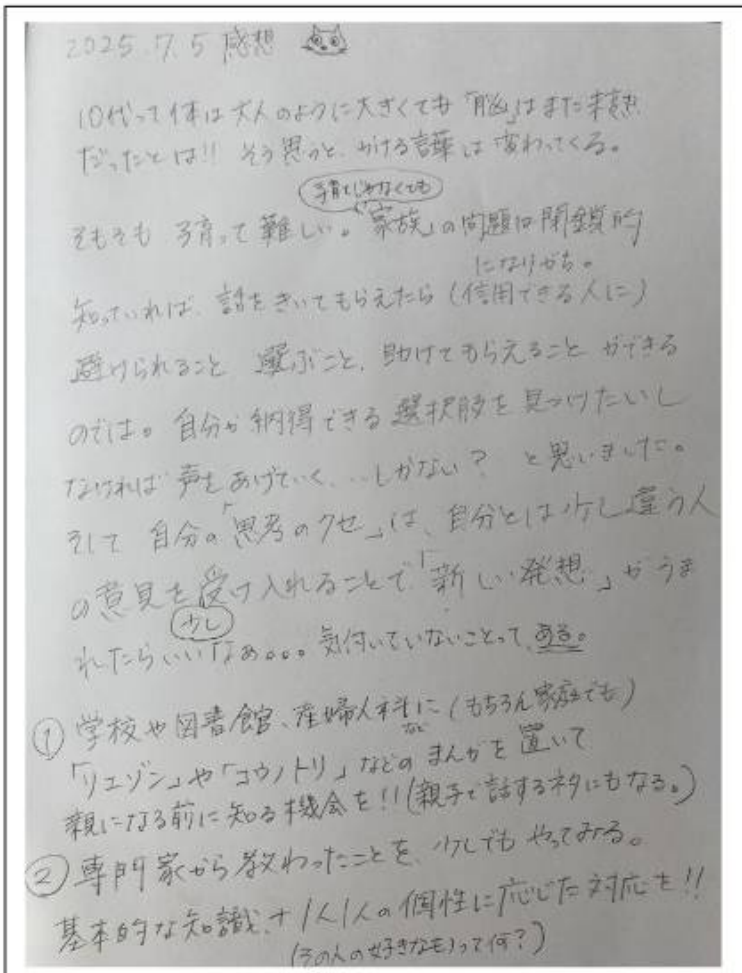 2025.7.5 感想
10代って体は大人のように大きくても「脳」はまだ未熟
だったとは!! そう思うと、かける言葉は変わってくる。
子育てじゃなくても
そもそも 子育って難しい。「家族」の問題は閉鎖的
になりがち。
知っていれば、話をきいてもらえたら(信用できる人に)
避けられること 選ぶこと、助けてもらえること ができる
のでは。自分が納得できる選択肢を見つけたいし
なければ声をあげていく、…しかない? と思いました。
そして 自分の「思考のクセ」は、自分とは少し違う人
の意見を受け入れることで「新しい発想」がうま
少し
れたらいいなぁ。。。気付いていないことって、ある。
① 学校や図書館、産婦人科に(もちろん家庭でも)
など
「リエゾン」や「コウノトリ」などのまんがを置いて
親になる前に知る機会を!!(親子で話するネタにもなる。)
② 専門家から教わったことを、少しでもやってみる。
基本的な知識、+1人1人の個性に応じた対応を!!
(その人の好きなもって何?)